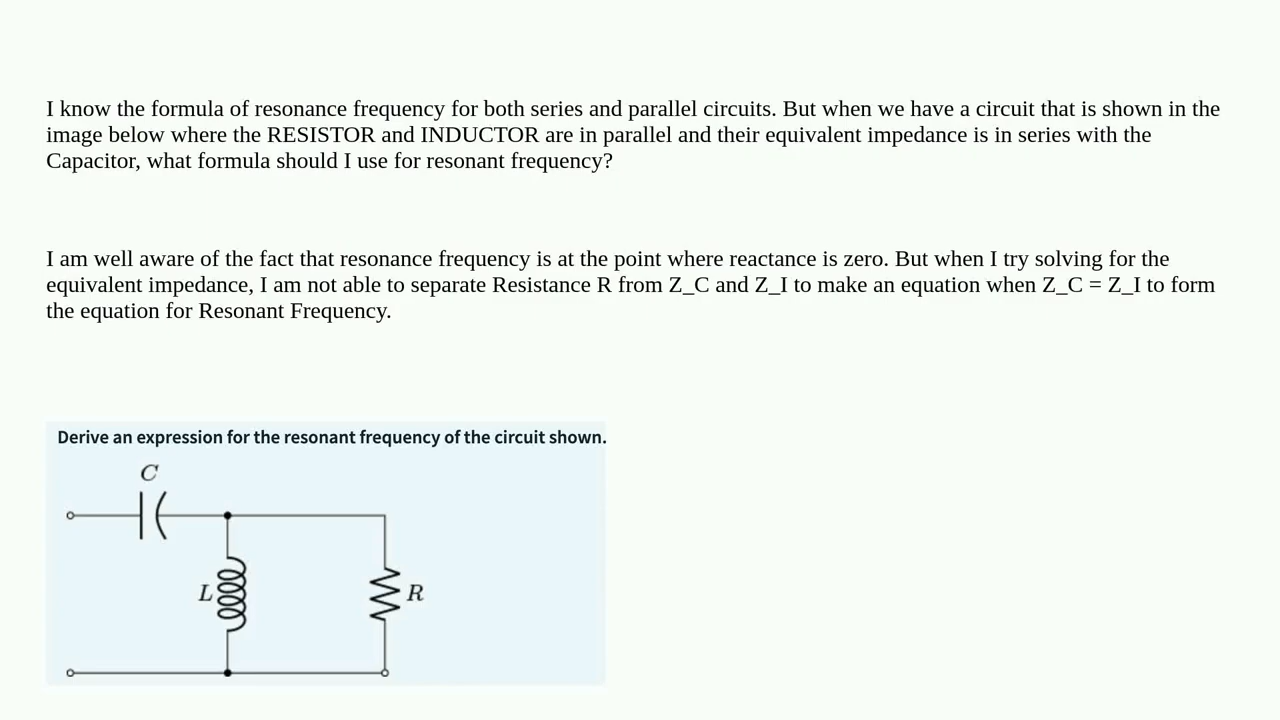 I know the formula of resonance frequency for both series and parallel circuits. But when we have a circuit that is shown in the
image below where the RESISTOR and INDUCTOR are in parallel and their equivalent impedance is in series with the
Capacitor, what formula should I use for resonant frequency?
I am well aware of the fact that resonance frequency is at the point where reactance is zero. But when I try solving for the
equivalent impedance, I am not able to separate Resistance R from Z_C and Z_I to make an equation when Z_C = Z_I to form
the equation for Resonant Frequency.
Derive an expression for the resonant frequency of the circuit shown.
C
L
R